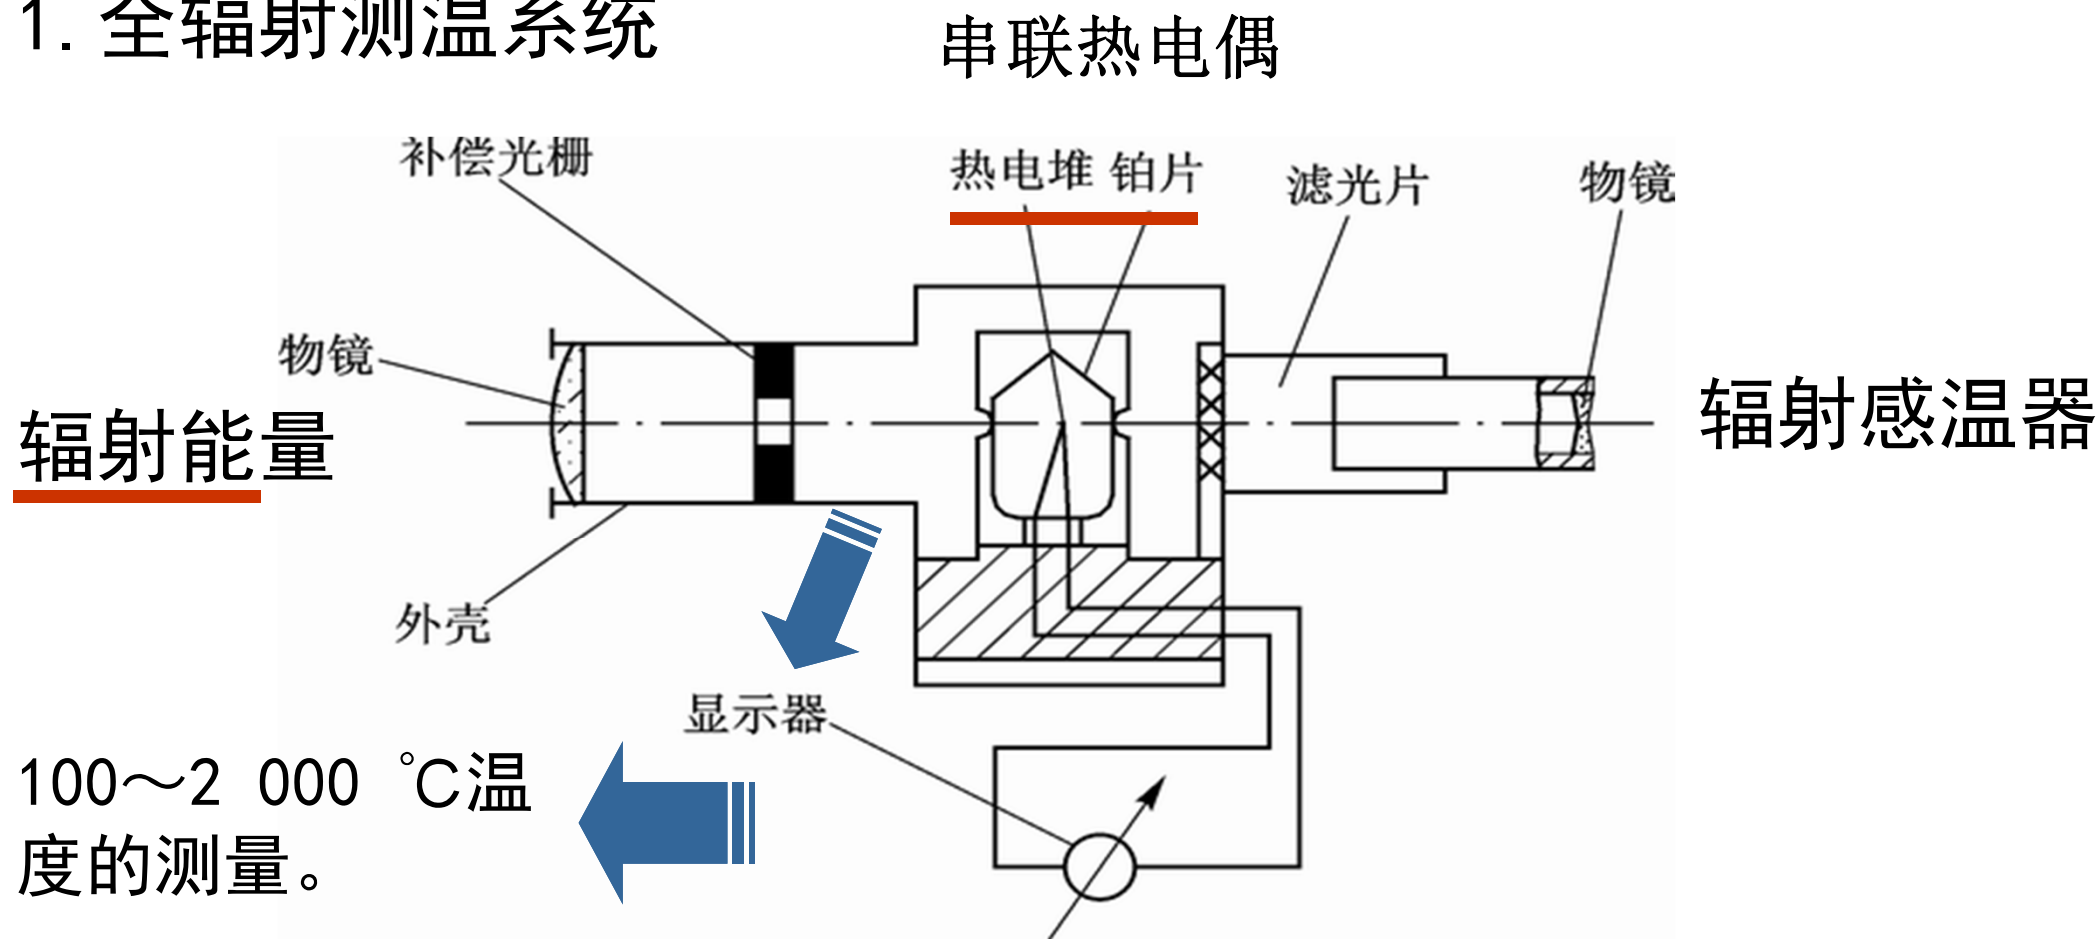 1.全辐射测温系统
串联热电偶
补偿光栅
热电堆 铂片
滤光片
物镜
物镜
辐射能量
辐射感温器
外壳
显示器
100～2 000 ℃温
度的测量。